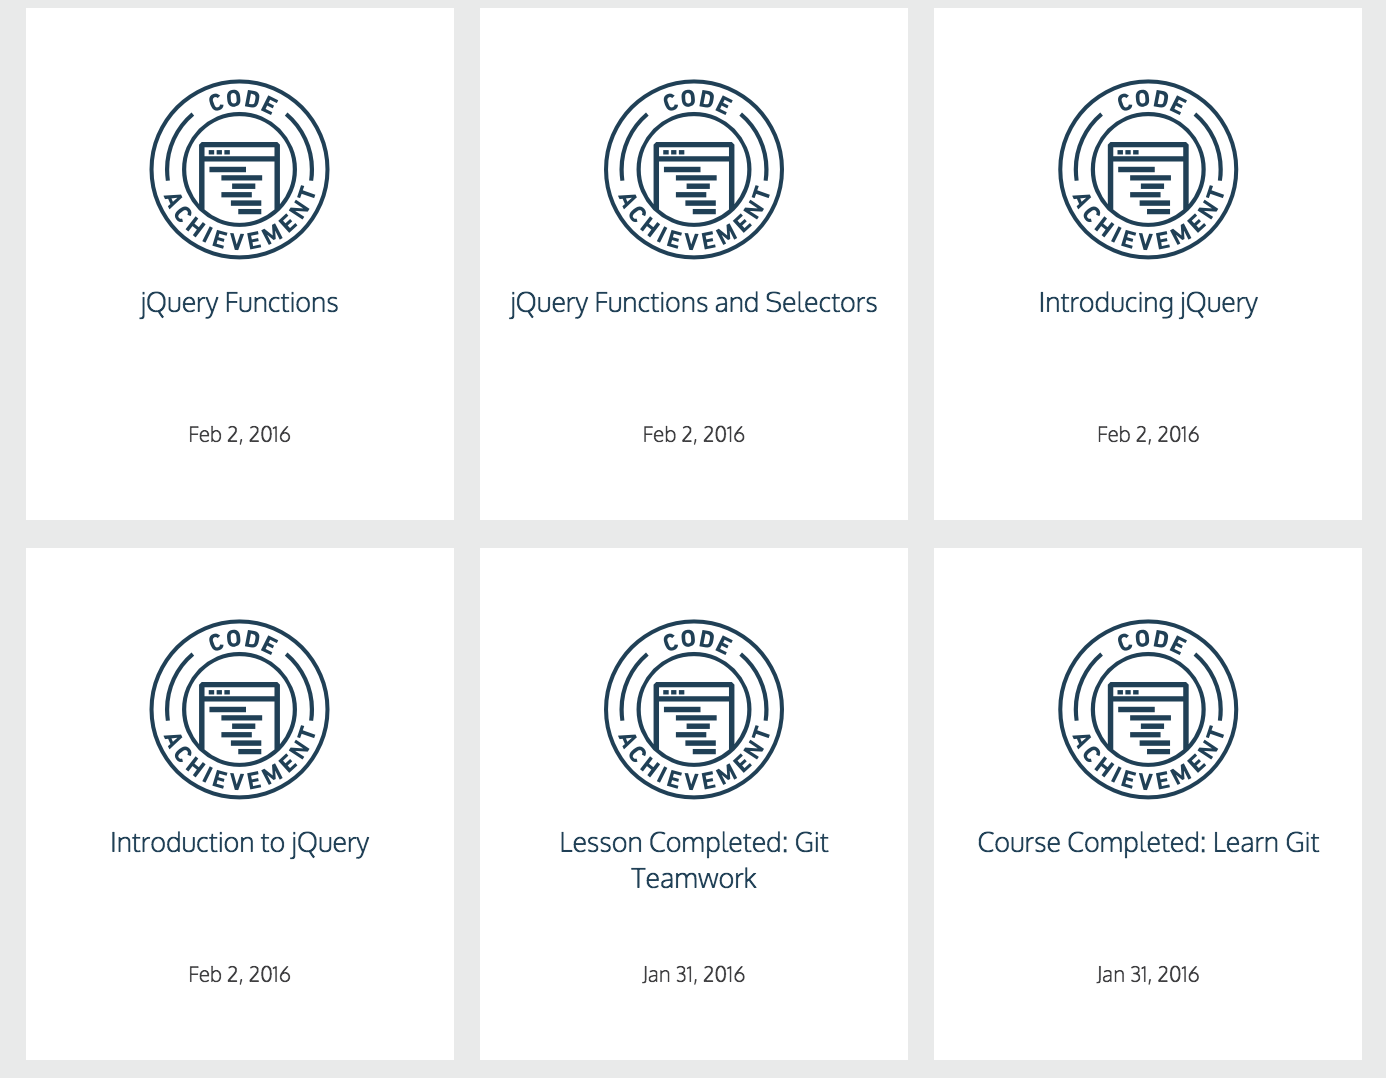 CODE
ACHIEVEMENT
jQuery Functions
Feb 2, 2016
CODE
ACHIEVEMENT
jQuery Functions and Selectors
Feb 2, 2016
CODE
ACHIEVEMENT
Introducing jQuery
Feb 2, 2016
CODE
ACHIEVEMENT
Introduction to jQuery
Feb 2, 2016
CODE
ACHIEVEMENT
Lesson Completed: Git
Teamwork
Jan 31, 2016
CODE
ACHIEVEMENT
Course Completed: Learn Git
Jan 31, 2016